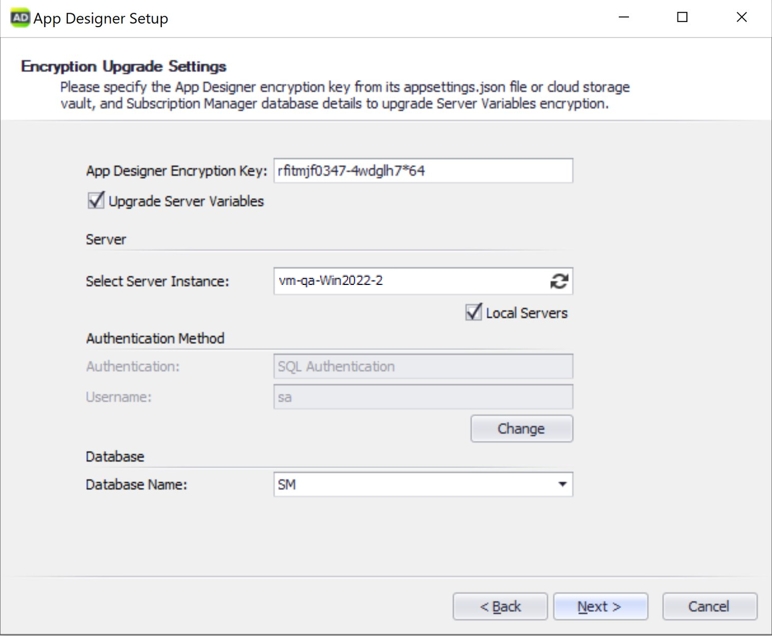 AD App Designer Setup
Encryption Upgrade Settings
Please specify the App Designer encryption key from its appsettings.json file or cloud storage
vault, and Subscription Manager database details to upgrade Server Variables encryption.
App Designer Encryption Key: rfitmjf0347-4wdglh7*64
Upgrade Server Variables
Server
Select Server Instance: vm-qa-Win2022-2
Local Servers
Authentication Method
Authentication: SQL Authentication
Username: sa
Change
Database
Database Name: SM
< Back Next > Cancel